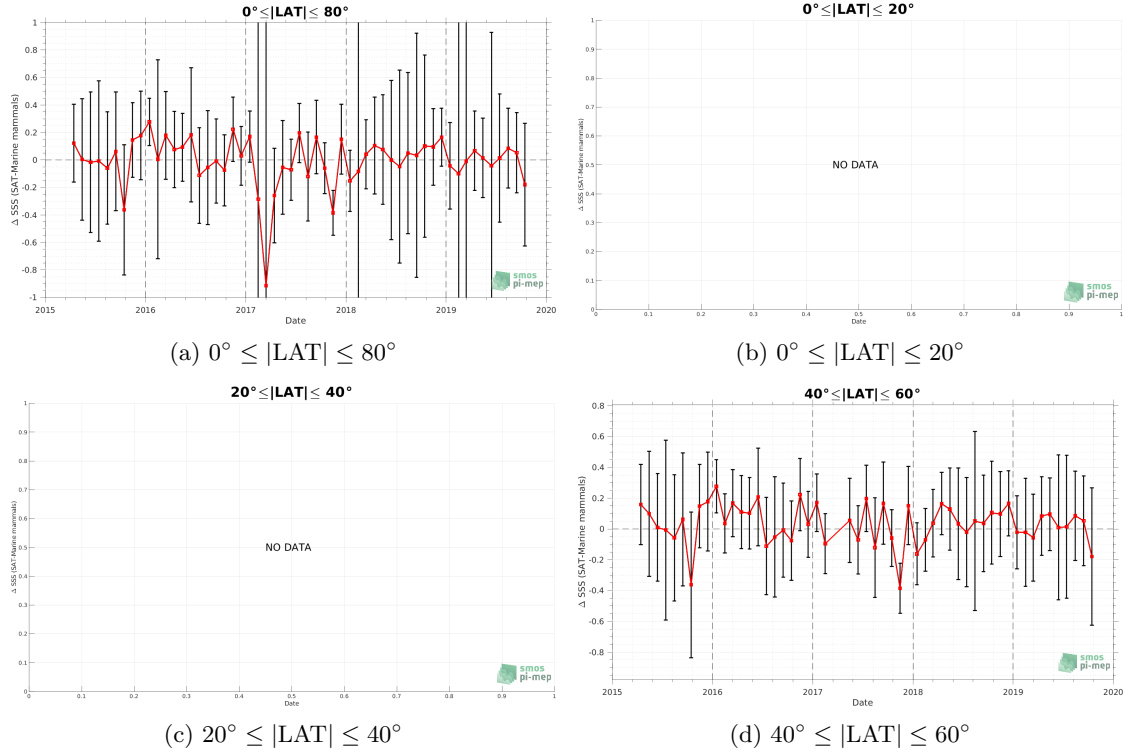 0°≤|LAT|≤ 80°
1
0.8
0.6
0.4
0.2
0
-0.2
-0.4
-0.6
-0.8
-1
Δ SSS (SAT-Marine mammals)
2015 2016 2017 2018 2019 2020
Date
smos
pi-mep
(a) 0° ≤ |LAT| ≤ 80°
0°≤|LAT|≤ 20°
1
0.9
0.8
0.7
0.6
0.5
0.4
0.3
0.2
0.1
0
Δ SSS (SAT-Marine mammals)
NO DATA
0 0.1 0.2 0.3 0.4 0.5 0.6 0.7 0.8 0.9 1
Date
smos
pi-mep
(b) 0° ≤ |LAT| ≤ 20°
20°≤|LAT|≤ 40°
1
0.9
0.8
0.7
0.6
0.5
0.4
0.3
0.2
0.1
0
Δ SSS (SAT-Marine mammals)
NO DATA
0 0.1 0.2 0.3 0.4 0.5 0.6 0.7 0.8 0.9 1
Date
smos
pi-mep
(c) 20° ≤ |LAT| ≤ 40°
40°≤|LAT|≤ 60°
0.8
0.6
0.4
0.2
0
-0.2
-0.4
-0.6
-0.8
Δ SSS (SAT-Marine mammals)
2015 2016 2017 2018 2019 2020
Date
smos
pi-mep
(d) 40° ≤ |LAT| ≤ 60°